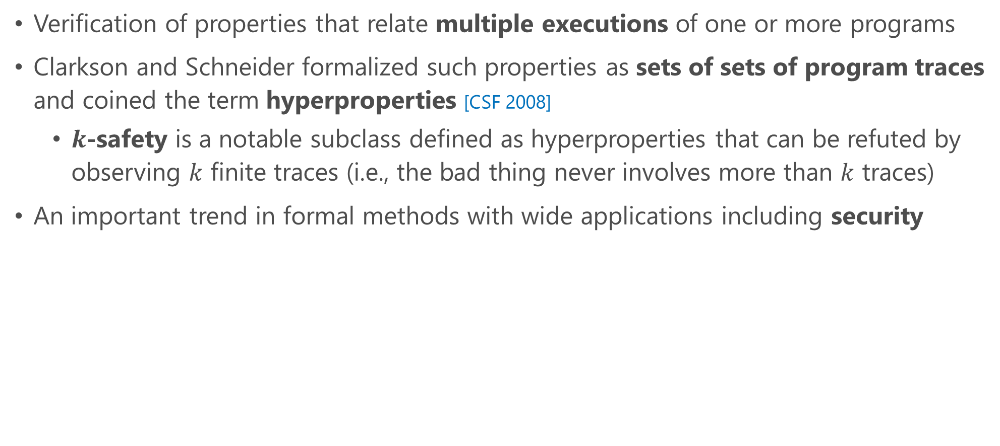 • Verification of properties that relate multiple executions of one or more programs
• Clarkson and Schneider formalized such properties as sets of sets of program traces
and coined the term hyperproperties [CSF 2008]
• k-safety is a notable subclass defined as hyperproperties that can be refuted by
observing k finite traces (i.e., the bad thing never involves more than k traces)
• An important trend in formal methods with wide applications including security